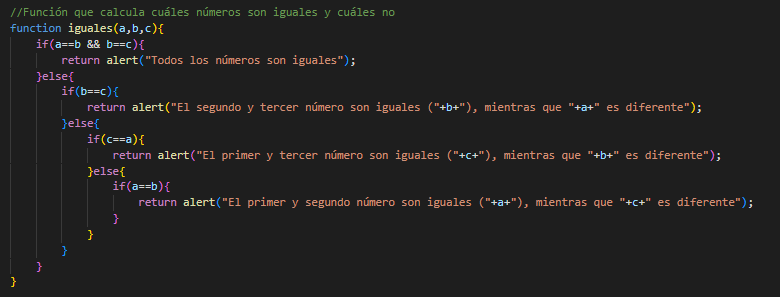 //Función que calcula cuáles números son iguales y cuáles no
function iguales(a,b,c){
    if(a==b && b==c){
        return alert("Todos los números son iguales");
    }else{
        if(b==c){
            return alert("El segundo y tercer número son iguales ("+b+"), mientras que "+a+" es diferente");
        }else{
            if(c==a){
                return alert("El primer y tercer número son iguales ("+c+"), mientras que "+b+" es diferente");
            }else{
                if(a==b){
                    return alert("El primer y segundo número son iguales ("+a+"), mientras que "+c+" es diferente");
                }
            }
        }
    }
}